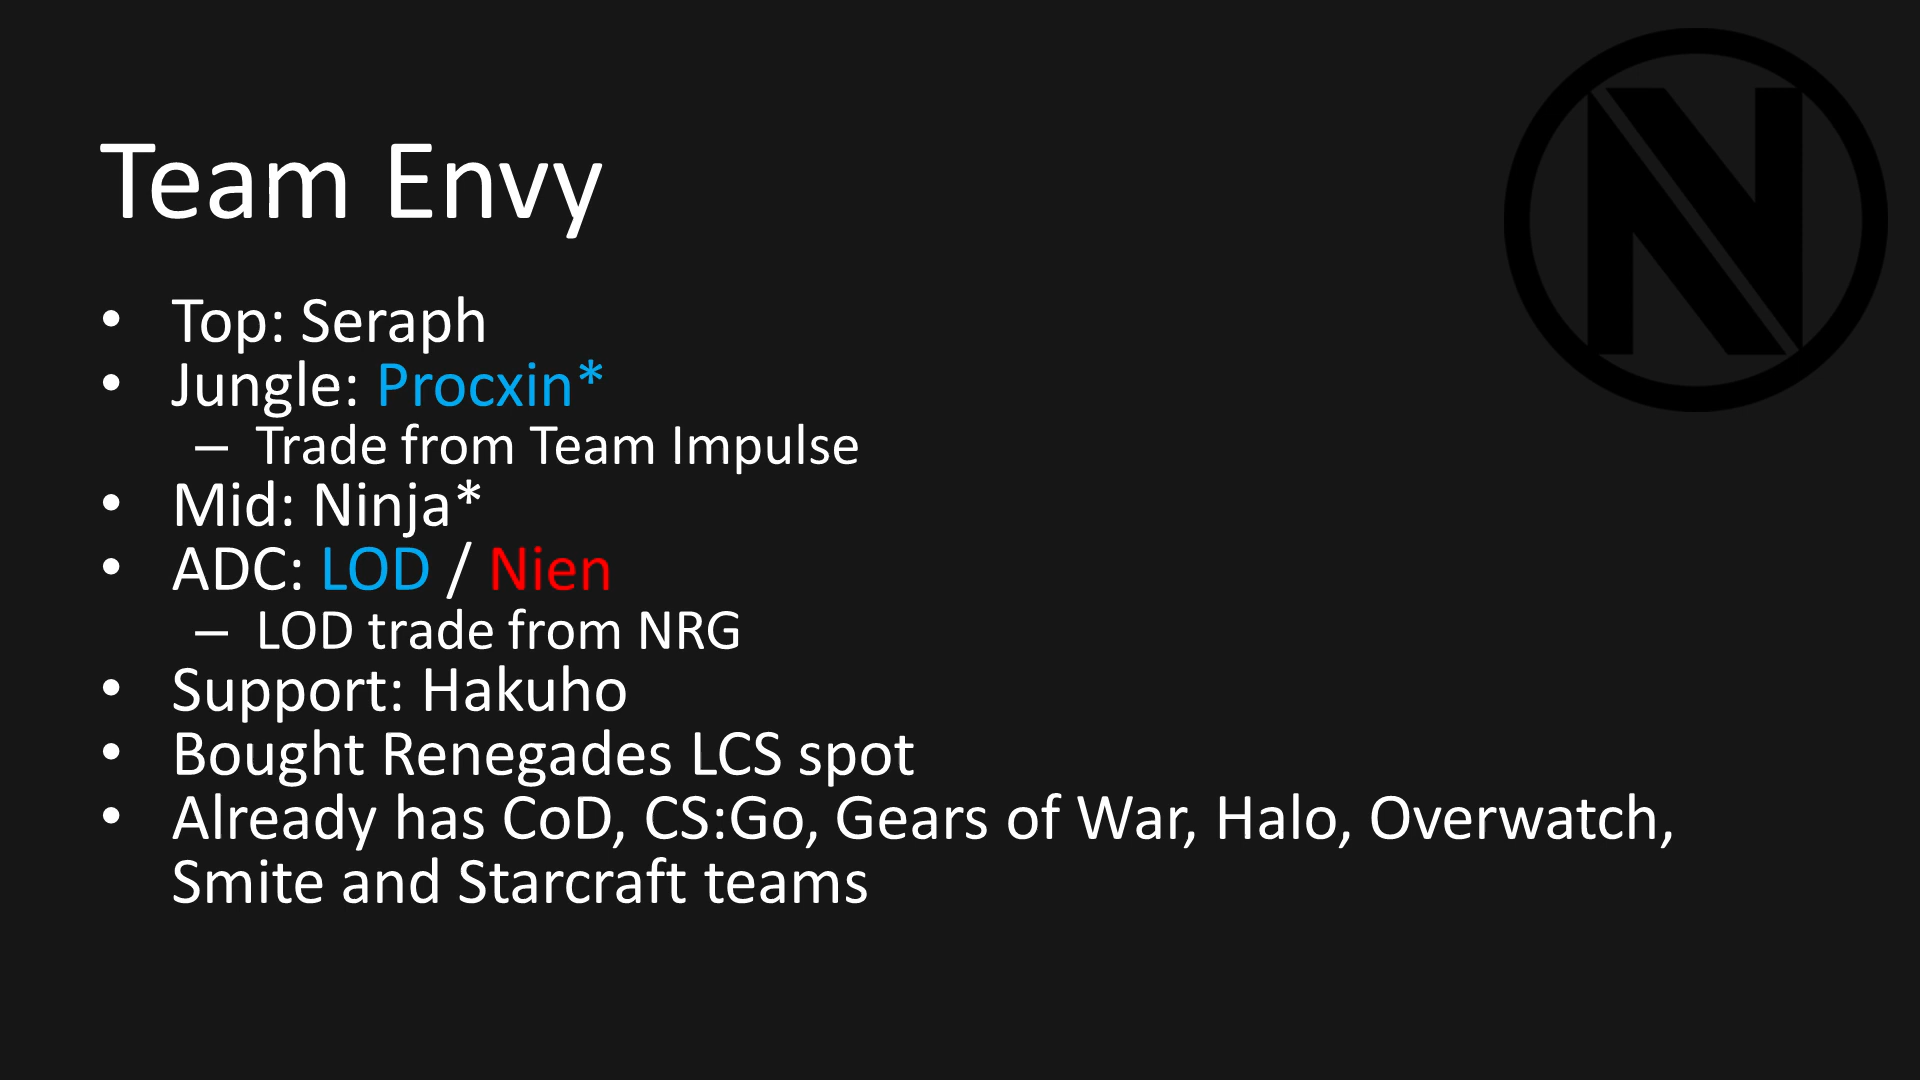 Team Envy
• Top: Seraph
• Jungle: Procxin*
– Trade from Team Impulse
• Mid: Ninja*
• ADC: LOD / Nien
– LOD trade from NRG
• Support: Hakuho
• Bought Renegades LCS spot
• Already has CoD, CS:Go, Gears of War, Halo, Overwatch,
Smite and Starcraft teams